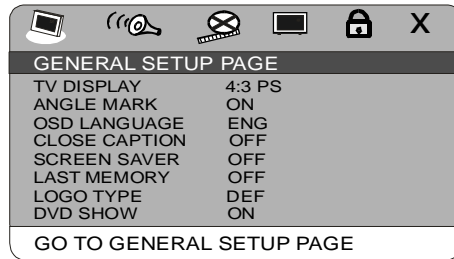 X
GENERAL SETUP PAGE
TV DISPLAY 4:3 PS
ANGLE MARK ON
OSD LANGUAGE ENG
CLOSE CAPTION OFF
SCREEN SAVER OFF
LAST MEMORY OFF
LOGO TYPE DEF
DVD SHOW ON
GO TO GENERAL SETUP PAGE